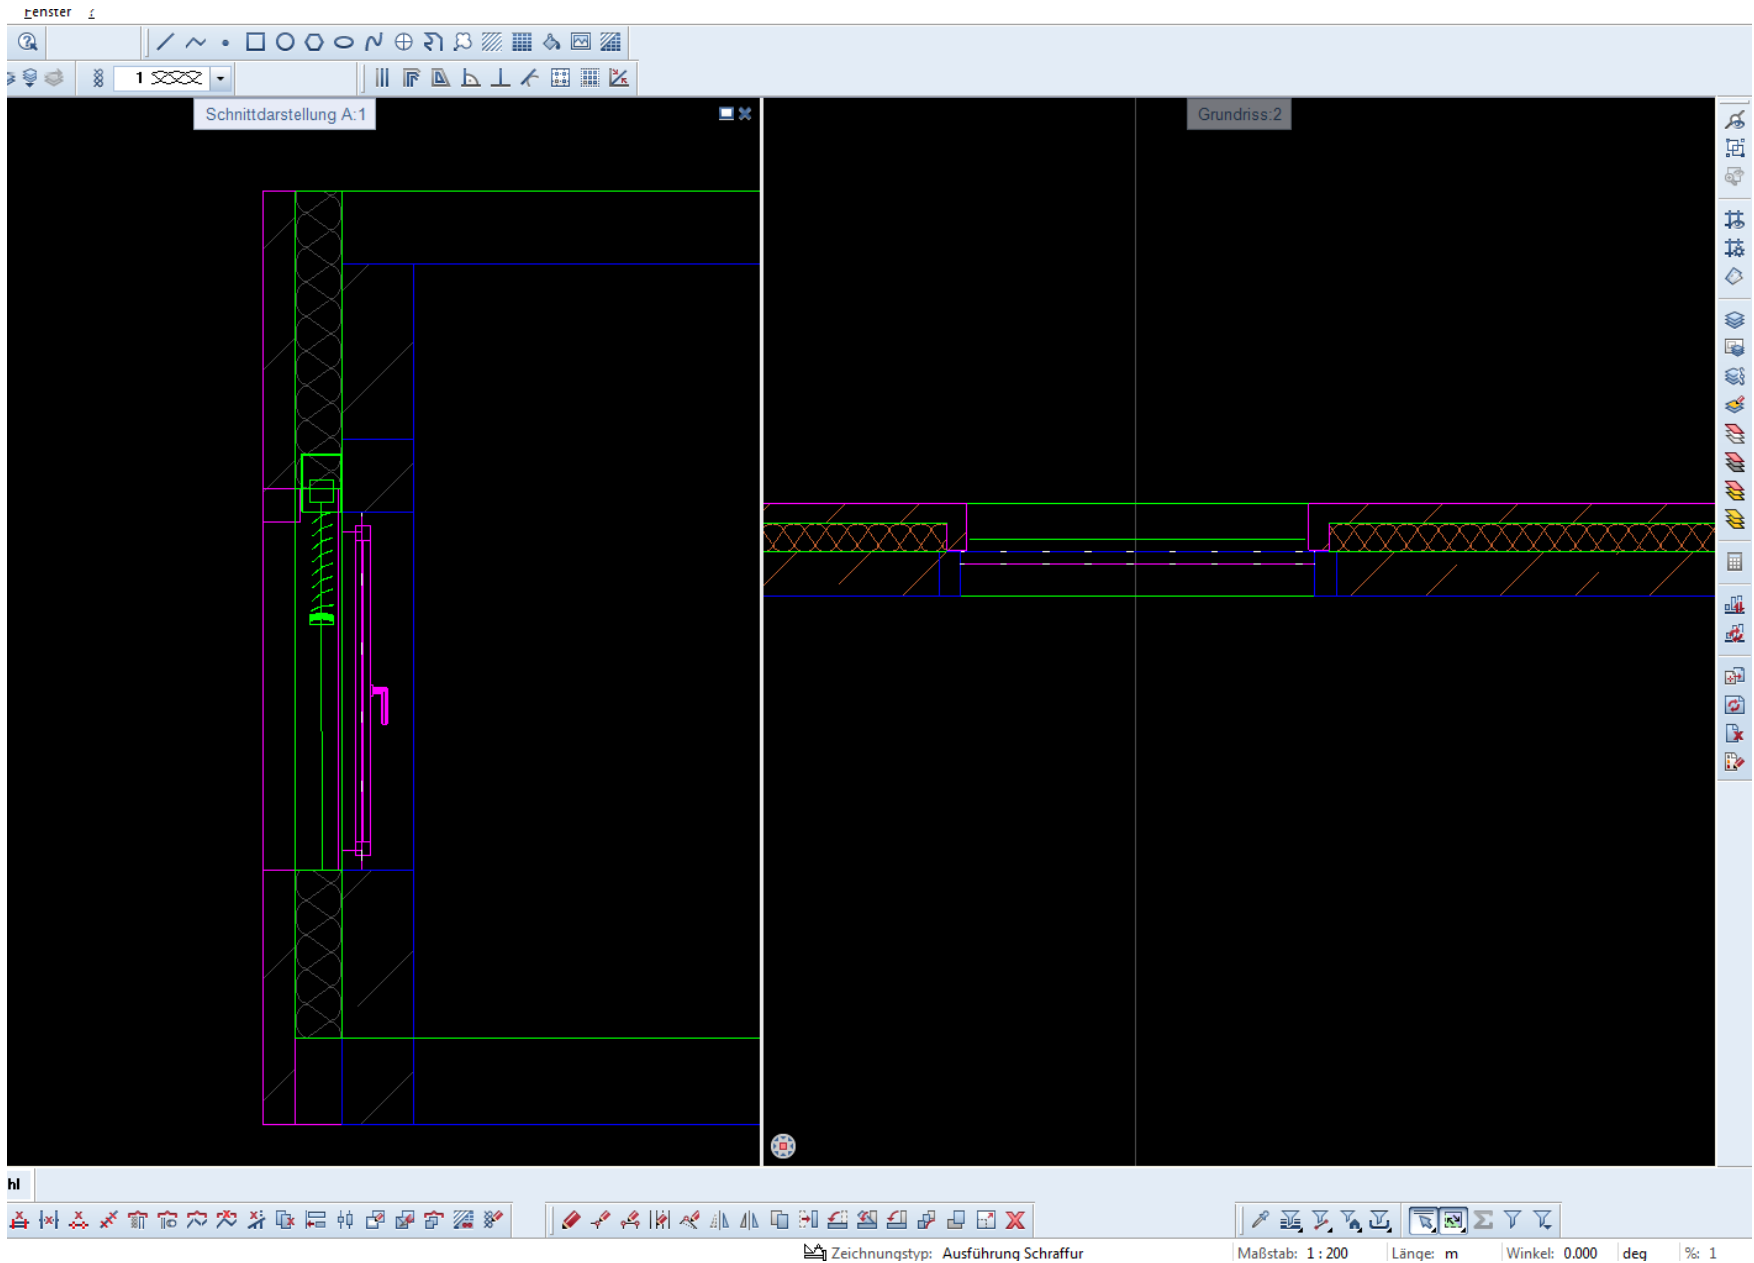 Fenster ?
1
Schnittdarstellung A:1
Grundriss:2
hl
Zeichnungstyp: Ausführung Schraffur
Maßstab: 1 : 200
Länge: m
Winkel: 0.000 deg
%: 1